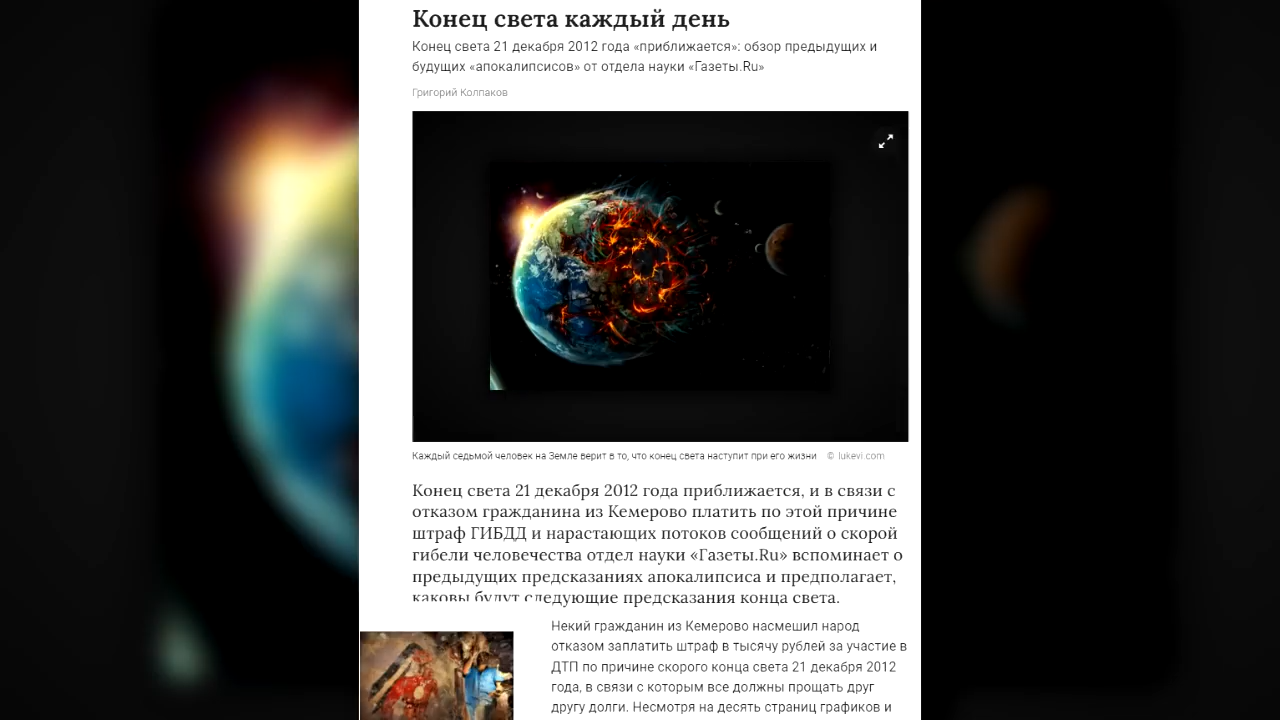 Конец света каждый день
Конец света 21 декабря 2012 года «приближается»: обзор предыдущих и
будущих «апокалипсисов» от отдела науки «Газеты.Ru»
Григорий Колпаков
Каждый седьмой человек на Земле верит в то, что конец света наступит при его жизни © lukevi.com
Конец света 21 декабря 2012 года приближается, и в связи с
отказом гражданина из Кемерово платить по этой причине
штраф ГИБДД и нарастающих потоков сообщений о скорой
гибели человечества отдел науки «Газеты.Ru» вспоминает о
предыдущих предсказаниях апокалипсиса и предполагает,
каковы будут следующие предсказания конца света.
Некий гражданин из Кемерово насмешил народ
отказом заплатить штраф в тысячу рублей за участие в
ДТП по причине скорого конца света 21 декабря 2012
года, в связи с которым все должны прощать друг
другу долги. Несмотря на десять страниц графиков и